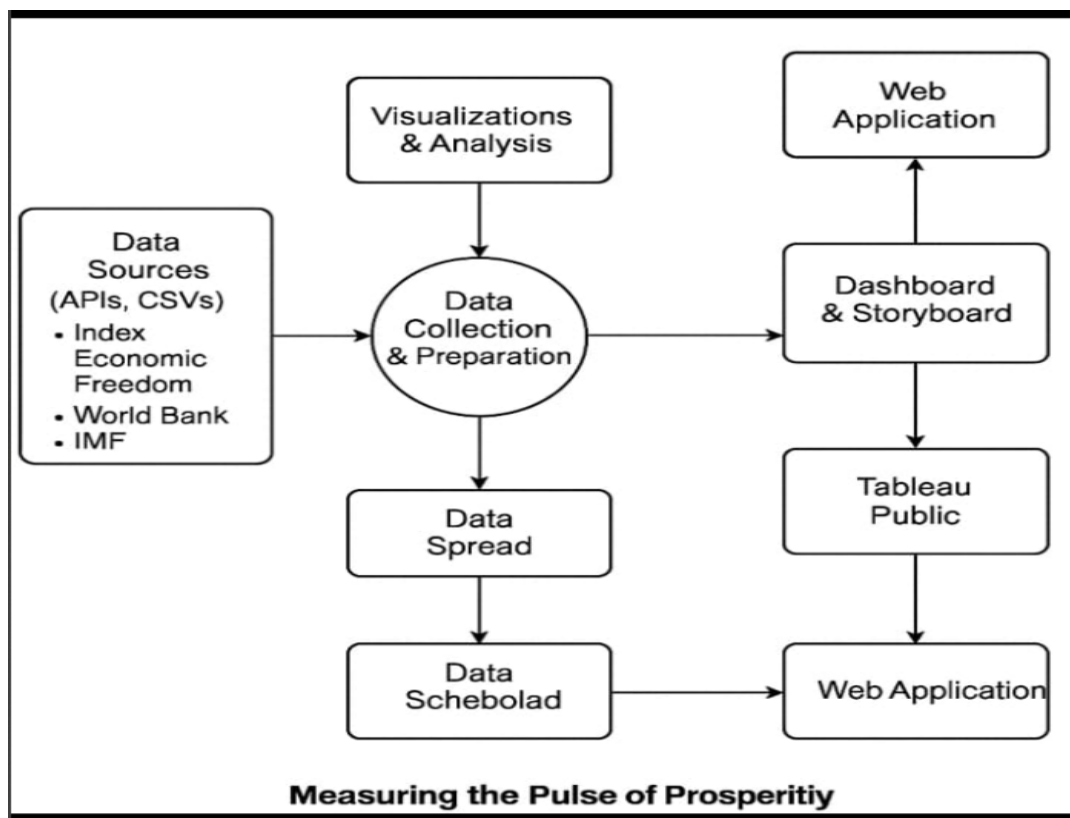 Visualizations
& Analysis
Web
Application
Data
Sources
(APIs, CSVs)
• Index
Economic
Freedom
• World Bank
• IMF
Data
Collection
& Preparation
Dashboard
& Storyboard
Data
Spread
Tableau
Public
Data
Schebolad
Web Application
Measuring the Pulse of Prosperitiy